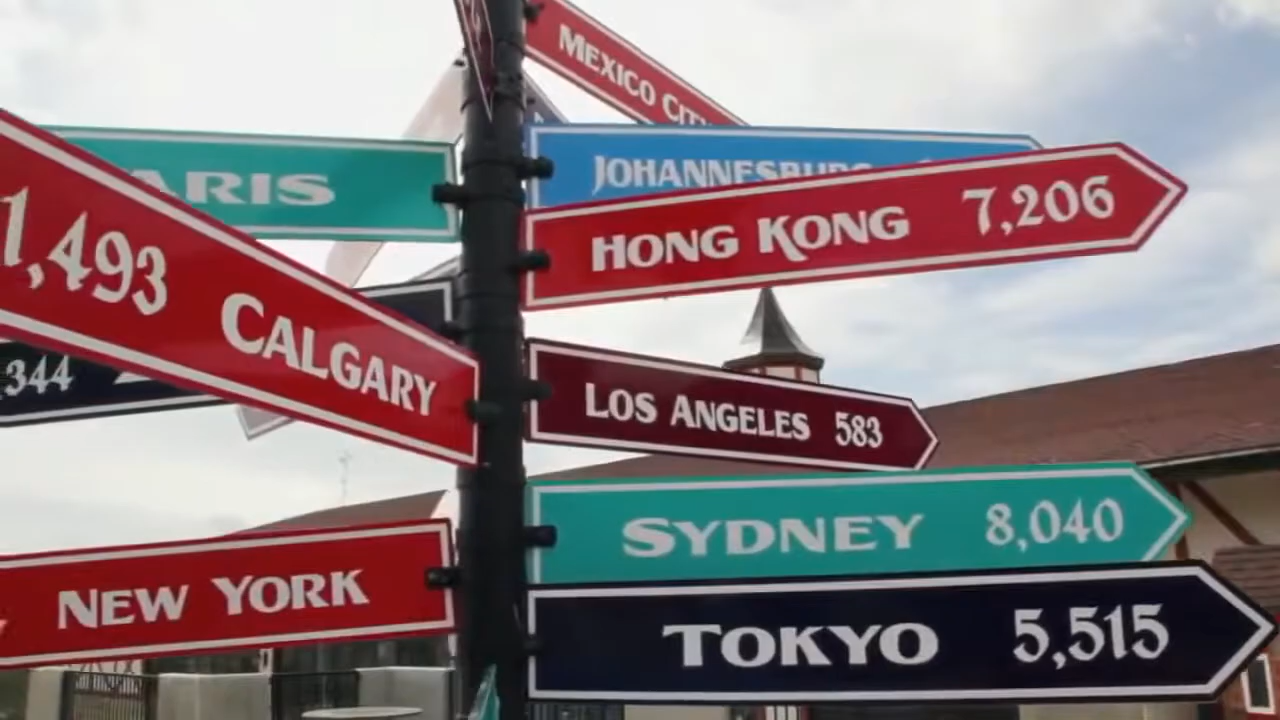 MEXICO CITY
ARIS
JOHANNESBURG
HONG KONG 7,206
1,493 CALGARY
344
LOS ANGELES 583
SYDNEY 8,040
NEW YORK
TOKYO 5,515